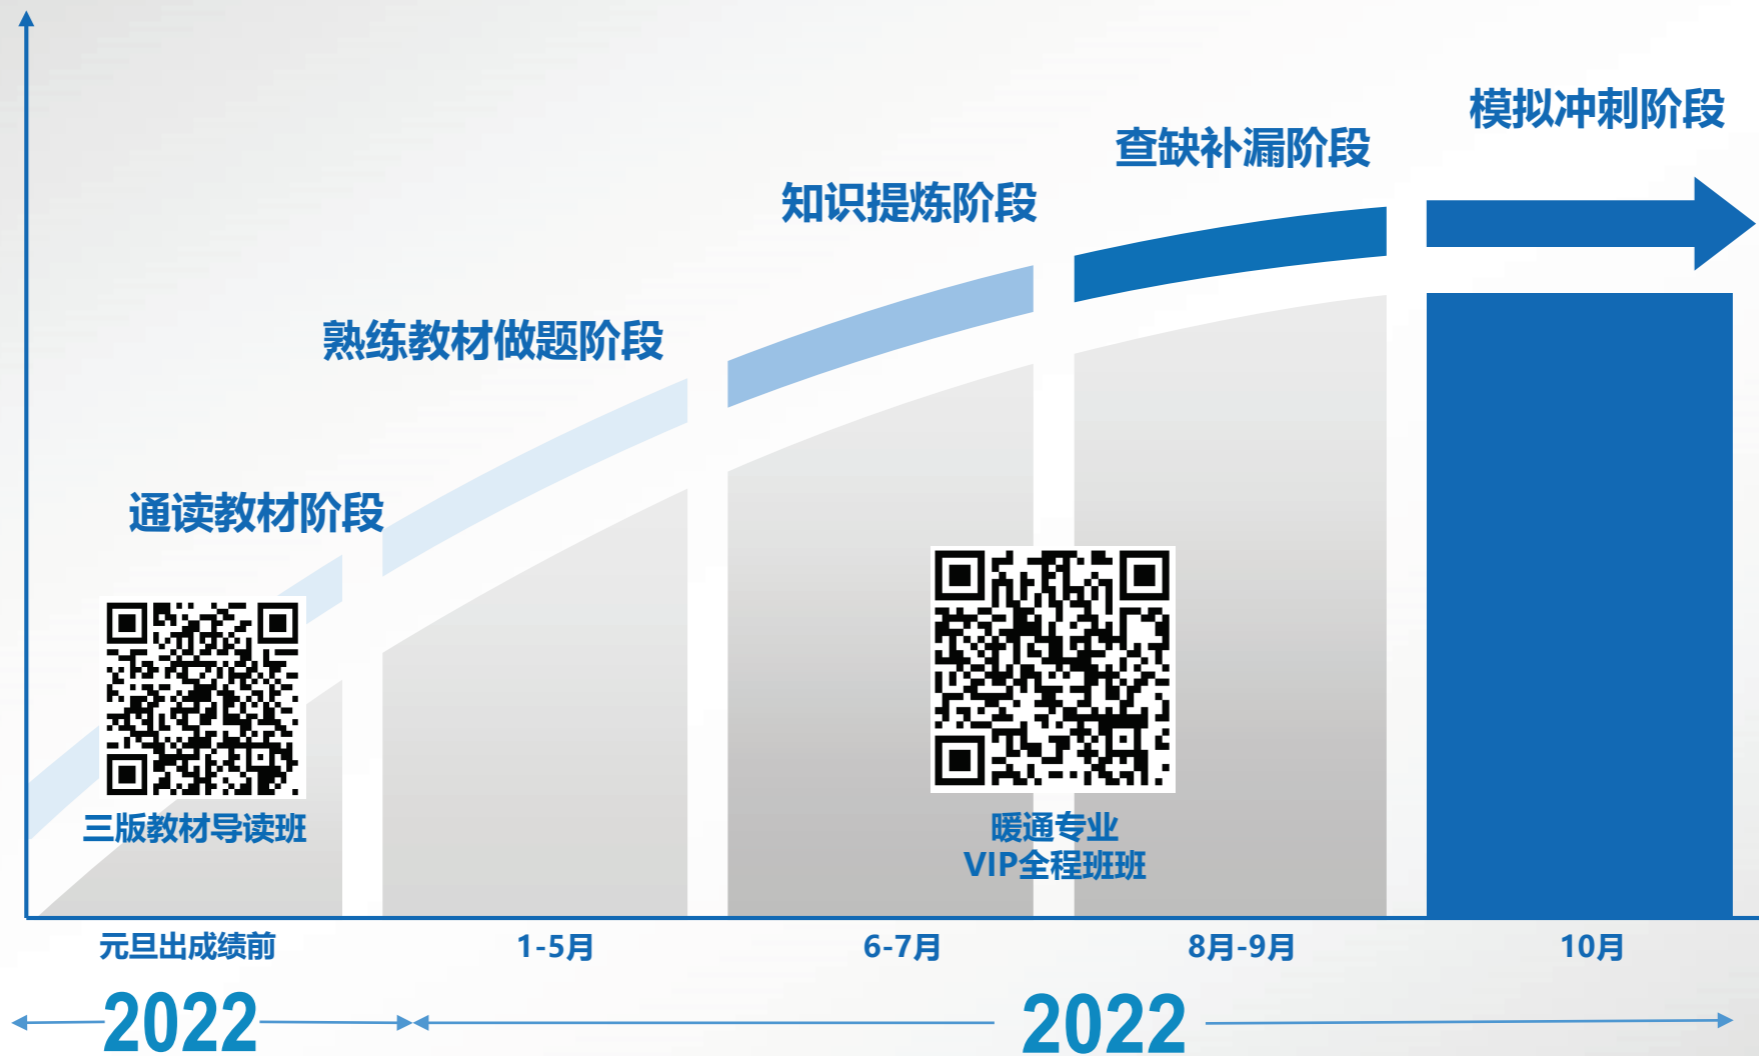 模拟冲刺阶段
查缺补漏阶段
知识提炼阶段
熟练教材做题阶段
通读教材阶段
三版教材导读班
暖通专业
VIP全程班班
元旦出成绩前
1-5月
6-7月
8月-9月
10月
2022
2022